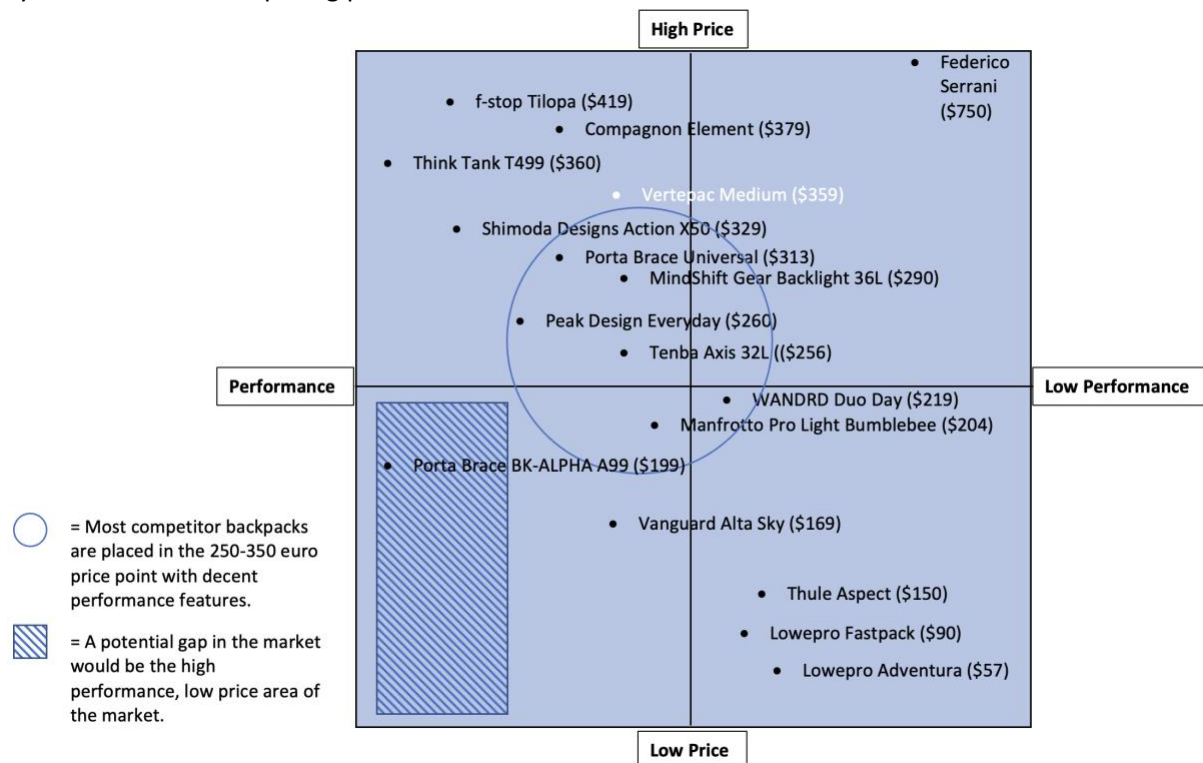 High Price
Federico
Serrani
($750)
f-stop Tilopa ($419)
Compagnon Element ($379)
Think Tank T499 ($360)
Vertepac Medium ($359)
Shimoda Designs Action X50 ($329)
Porta Brace Universal ($313)
MindShift Gear Backlight 36L ($290)
Peak Design Everyday ($260)
Tenba Axis 32L (($256)
Performance
Low Performance
WANDRD Duo Day ($219)
Manfrotto Pro Light Bumblebee ($204)
Porta Brace BK-ALPHA A99 ($199)
Vanguard Alta Sky ($169)
Thule Aspect ($150)
Lowepro Fastpack ($90)
Lowepro Adventura ($57)
Low Price
= Most competitor backpacks
are placed in the 250-350 euro
price point with decent
performance features.
= A potential gap in the market
would be the high
performance, low price area of
the market.